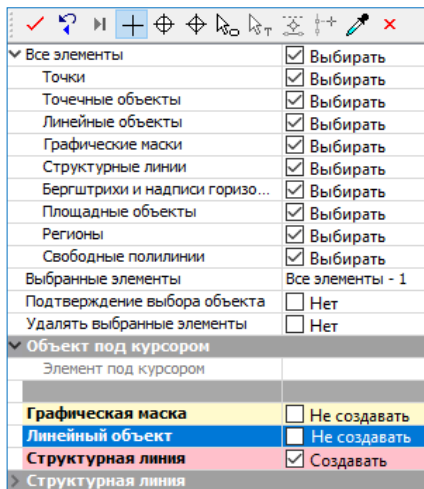 Все элементы Выбирать
Точки Выбирать
Точечные объекты Выбирать
Линейные объекты Выбирать
Графические маски Выбирать
Структурные линии Выбирать
Бергштрихи и надписи горизо... Выбирать
Площадные объекты Выбирать
Регионы Выбирать
Свободные полилинии Выбирать
Выбранные элементы Все элементы - 1
Подтверждение выбора объекта Нет
Удалять выбранные элементы Нет
Объект под курсором
Элемент под курсором
Графическая маска Не создавать
Линейный объект Не создавать
Структурная линия Создавать
Структурная линия